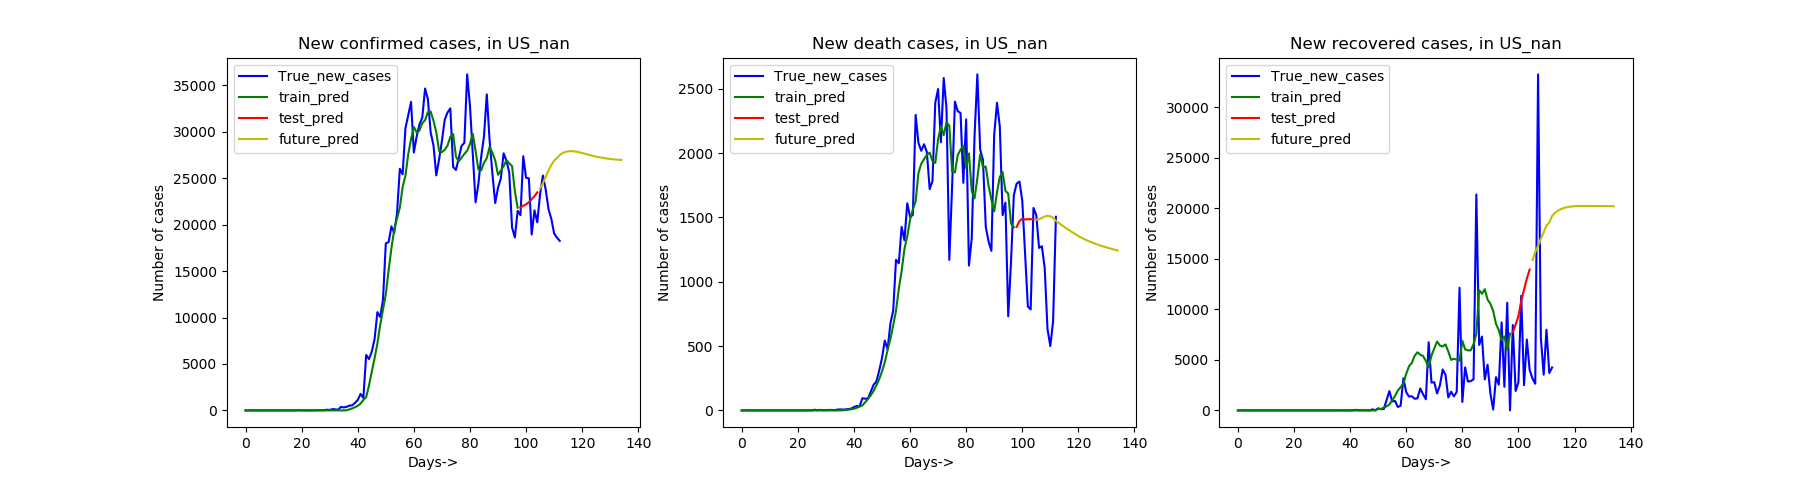 New confirmed cases, in US_nan
True_new_cases
train_pred
test_pred
future_pred
35000
30000
25000
20000
15000
10000
5000
0
Number of cases
0 20 40 60 80 100 120 140
Days->
New death cases, in US_nan
True_new_cases
train_pred
test_pred
future_pred
2500
2000
1500
1000
500
0
Number of cases
0 20 40 60 80 100 120 140
Days->
New recovered cases, in US_nan
True_new_cases
train_pred
test_pred
future_pred
30000
25000
20000
15000
10000
5000
0
Number of cases
0 20 40 60 80 100 120 140
Days->